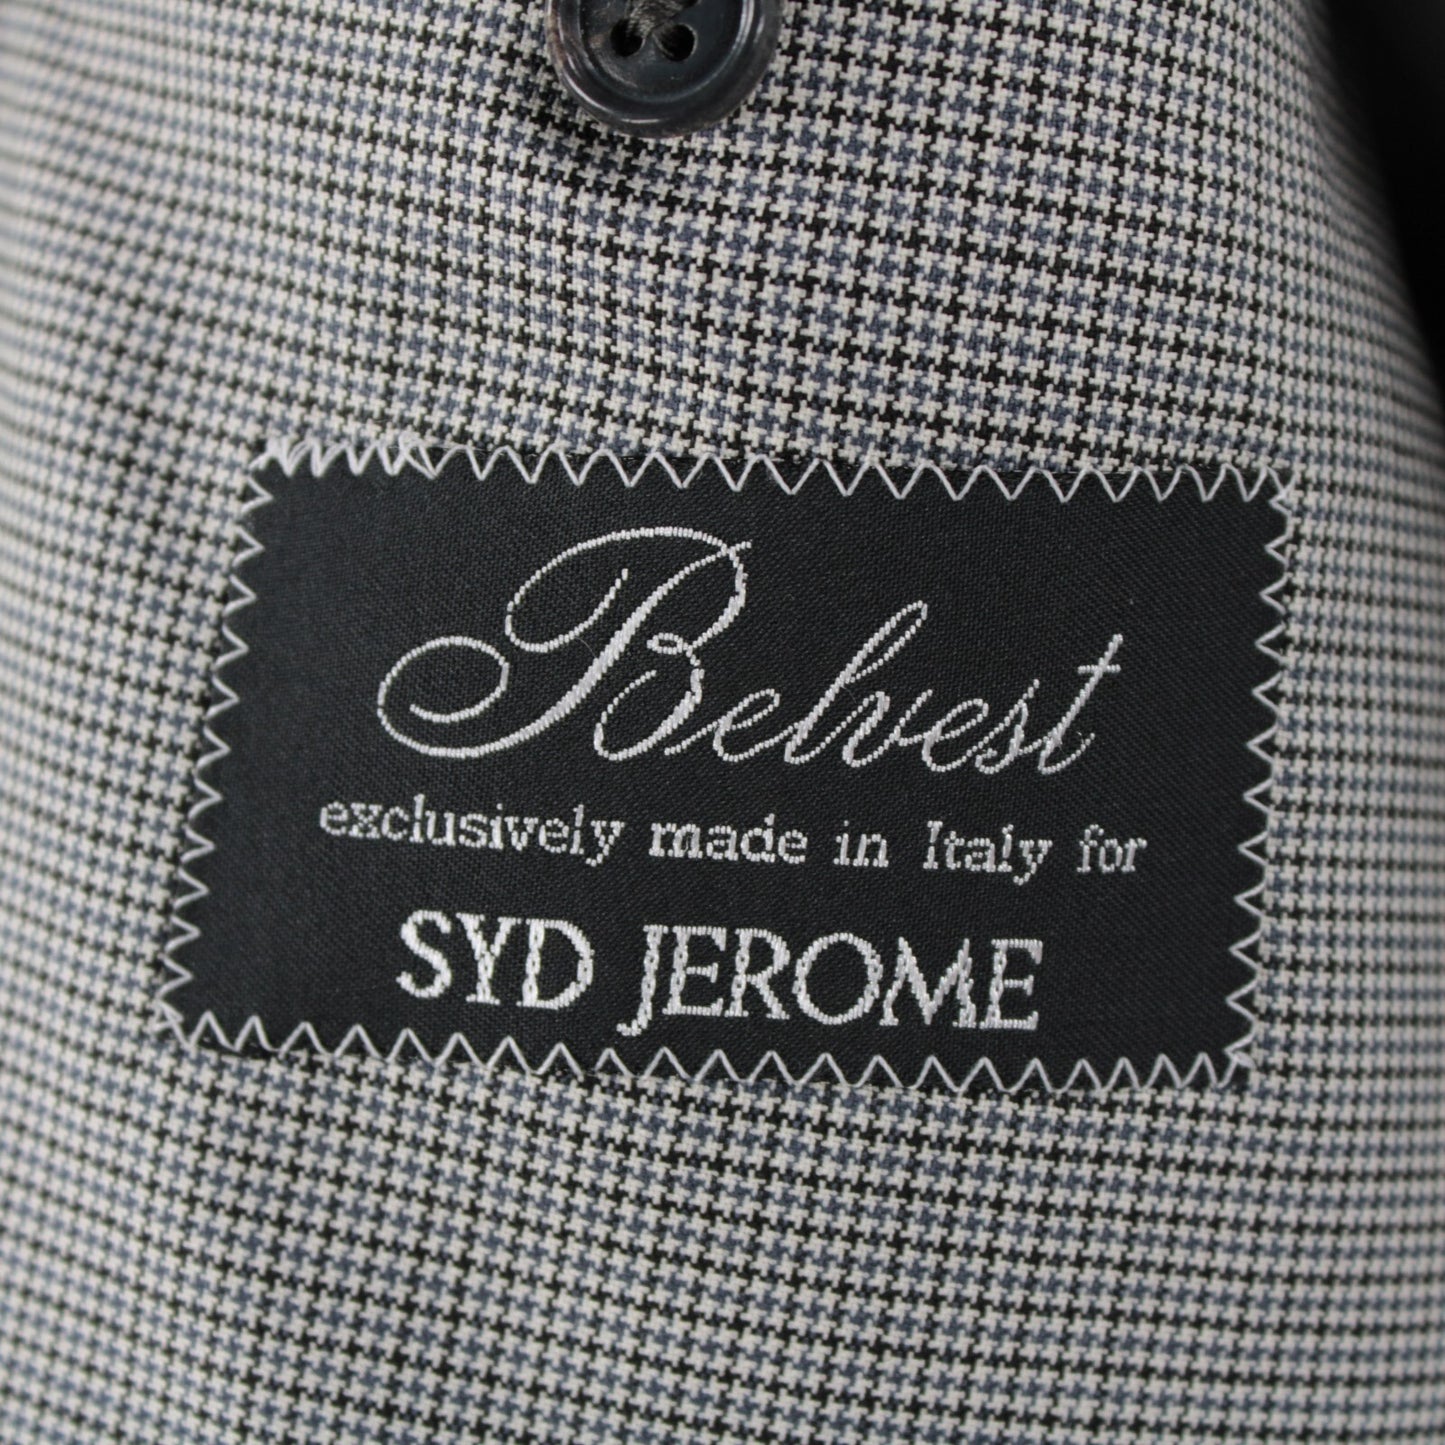 Belvest
exclusively made in Italy for
SYD JEROME